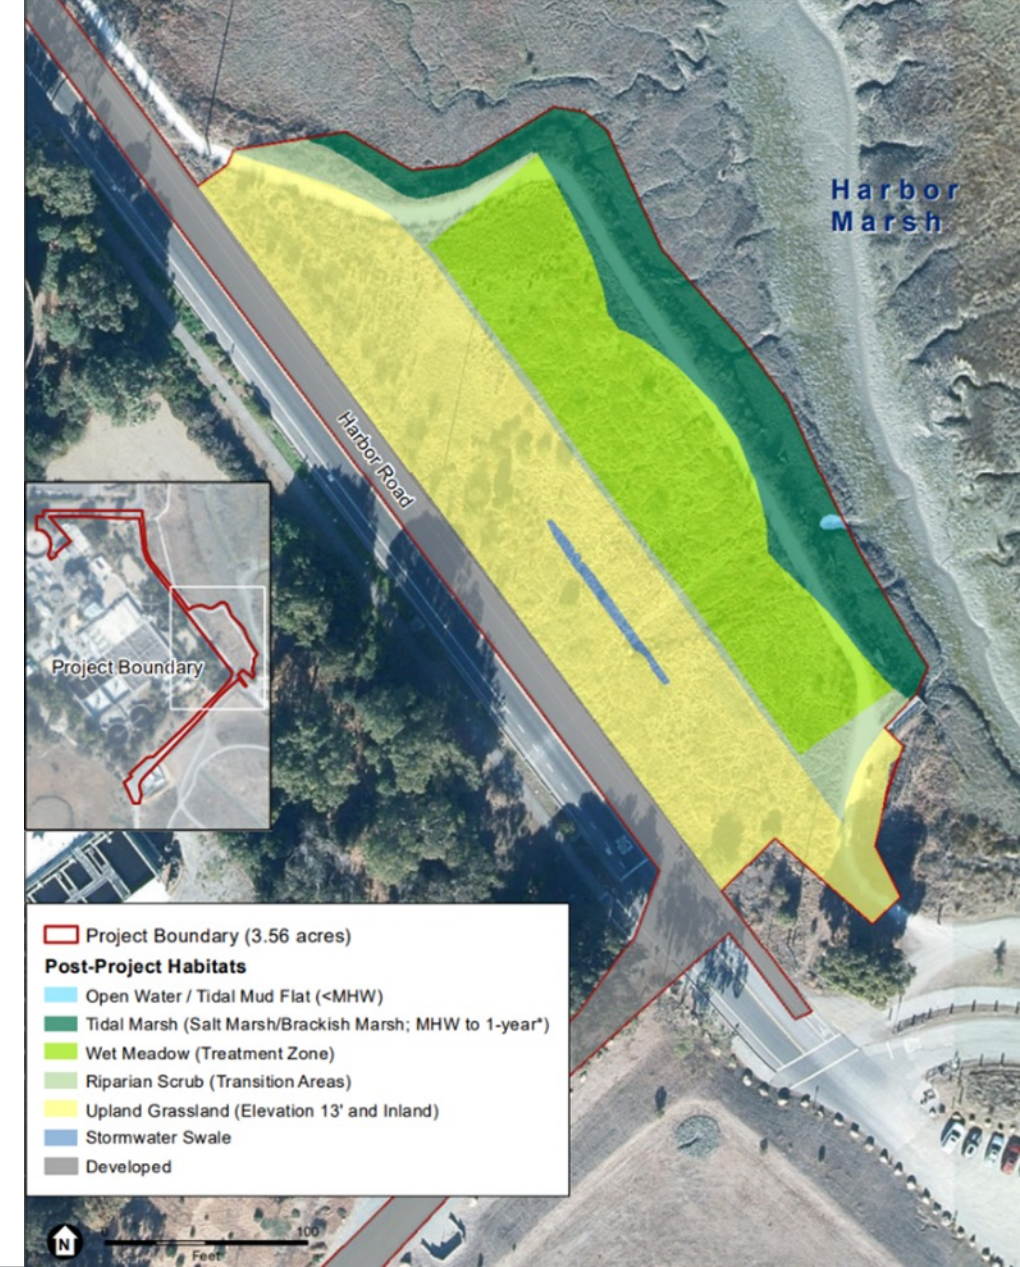 Harbor
Marsh
Harbor Road
Project Boundary
Project Boundary (3.56 acres)
Post-Project Habitats
Open Water / Tidal Mud Flat (<MHW)
Tidal Marsh (Salt Marsh/Brackish Marsh; MHW to 1-year*)
Wet Meadow (Treatment Zone)
Riparian Scrub (Transition Areas)
Upland Grassland (Elevation 13' and Inland)
Stormwater Swale
Developed
N
0 100
Feet